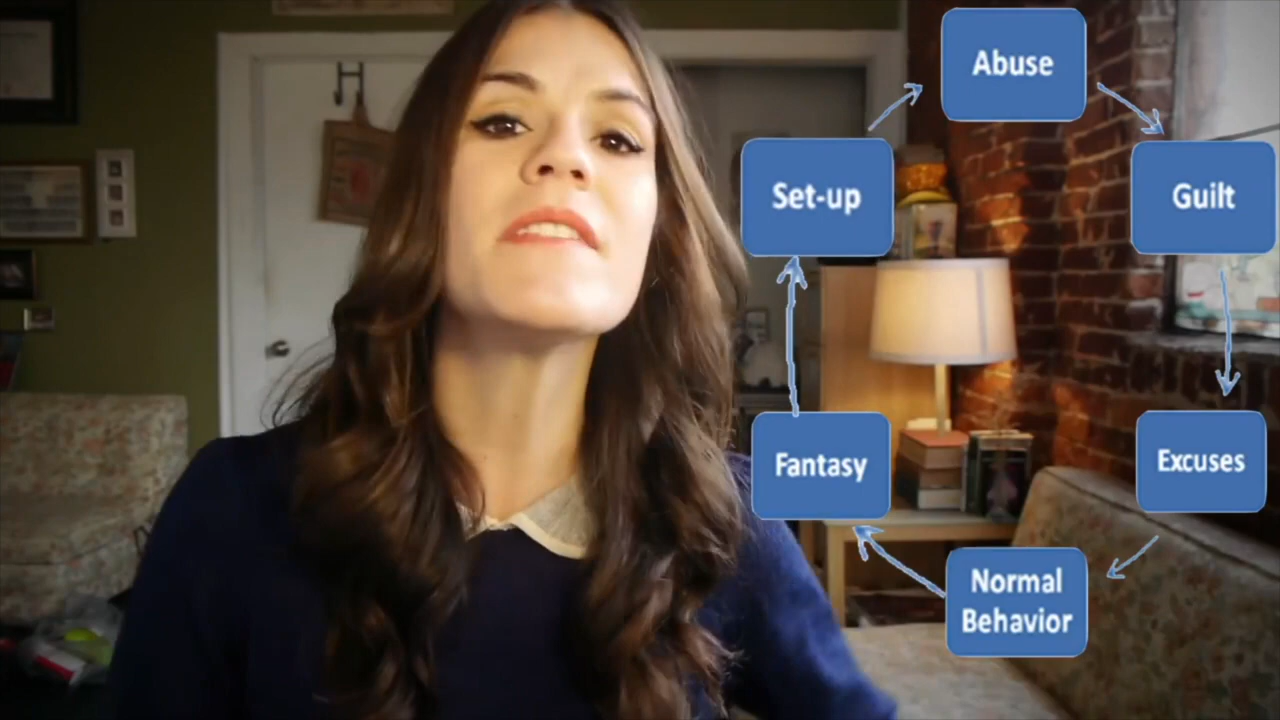 Abuse
Guilt
Excuses
Normal
Behavior
Fantasy
Set-up